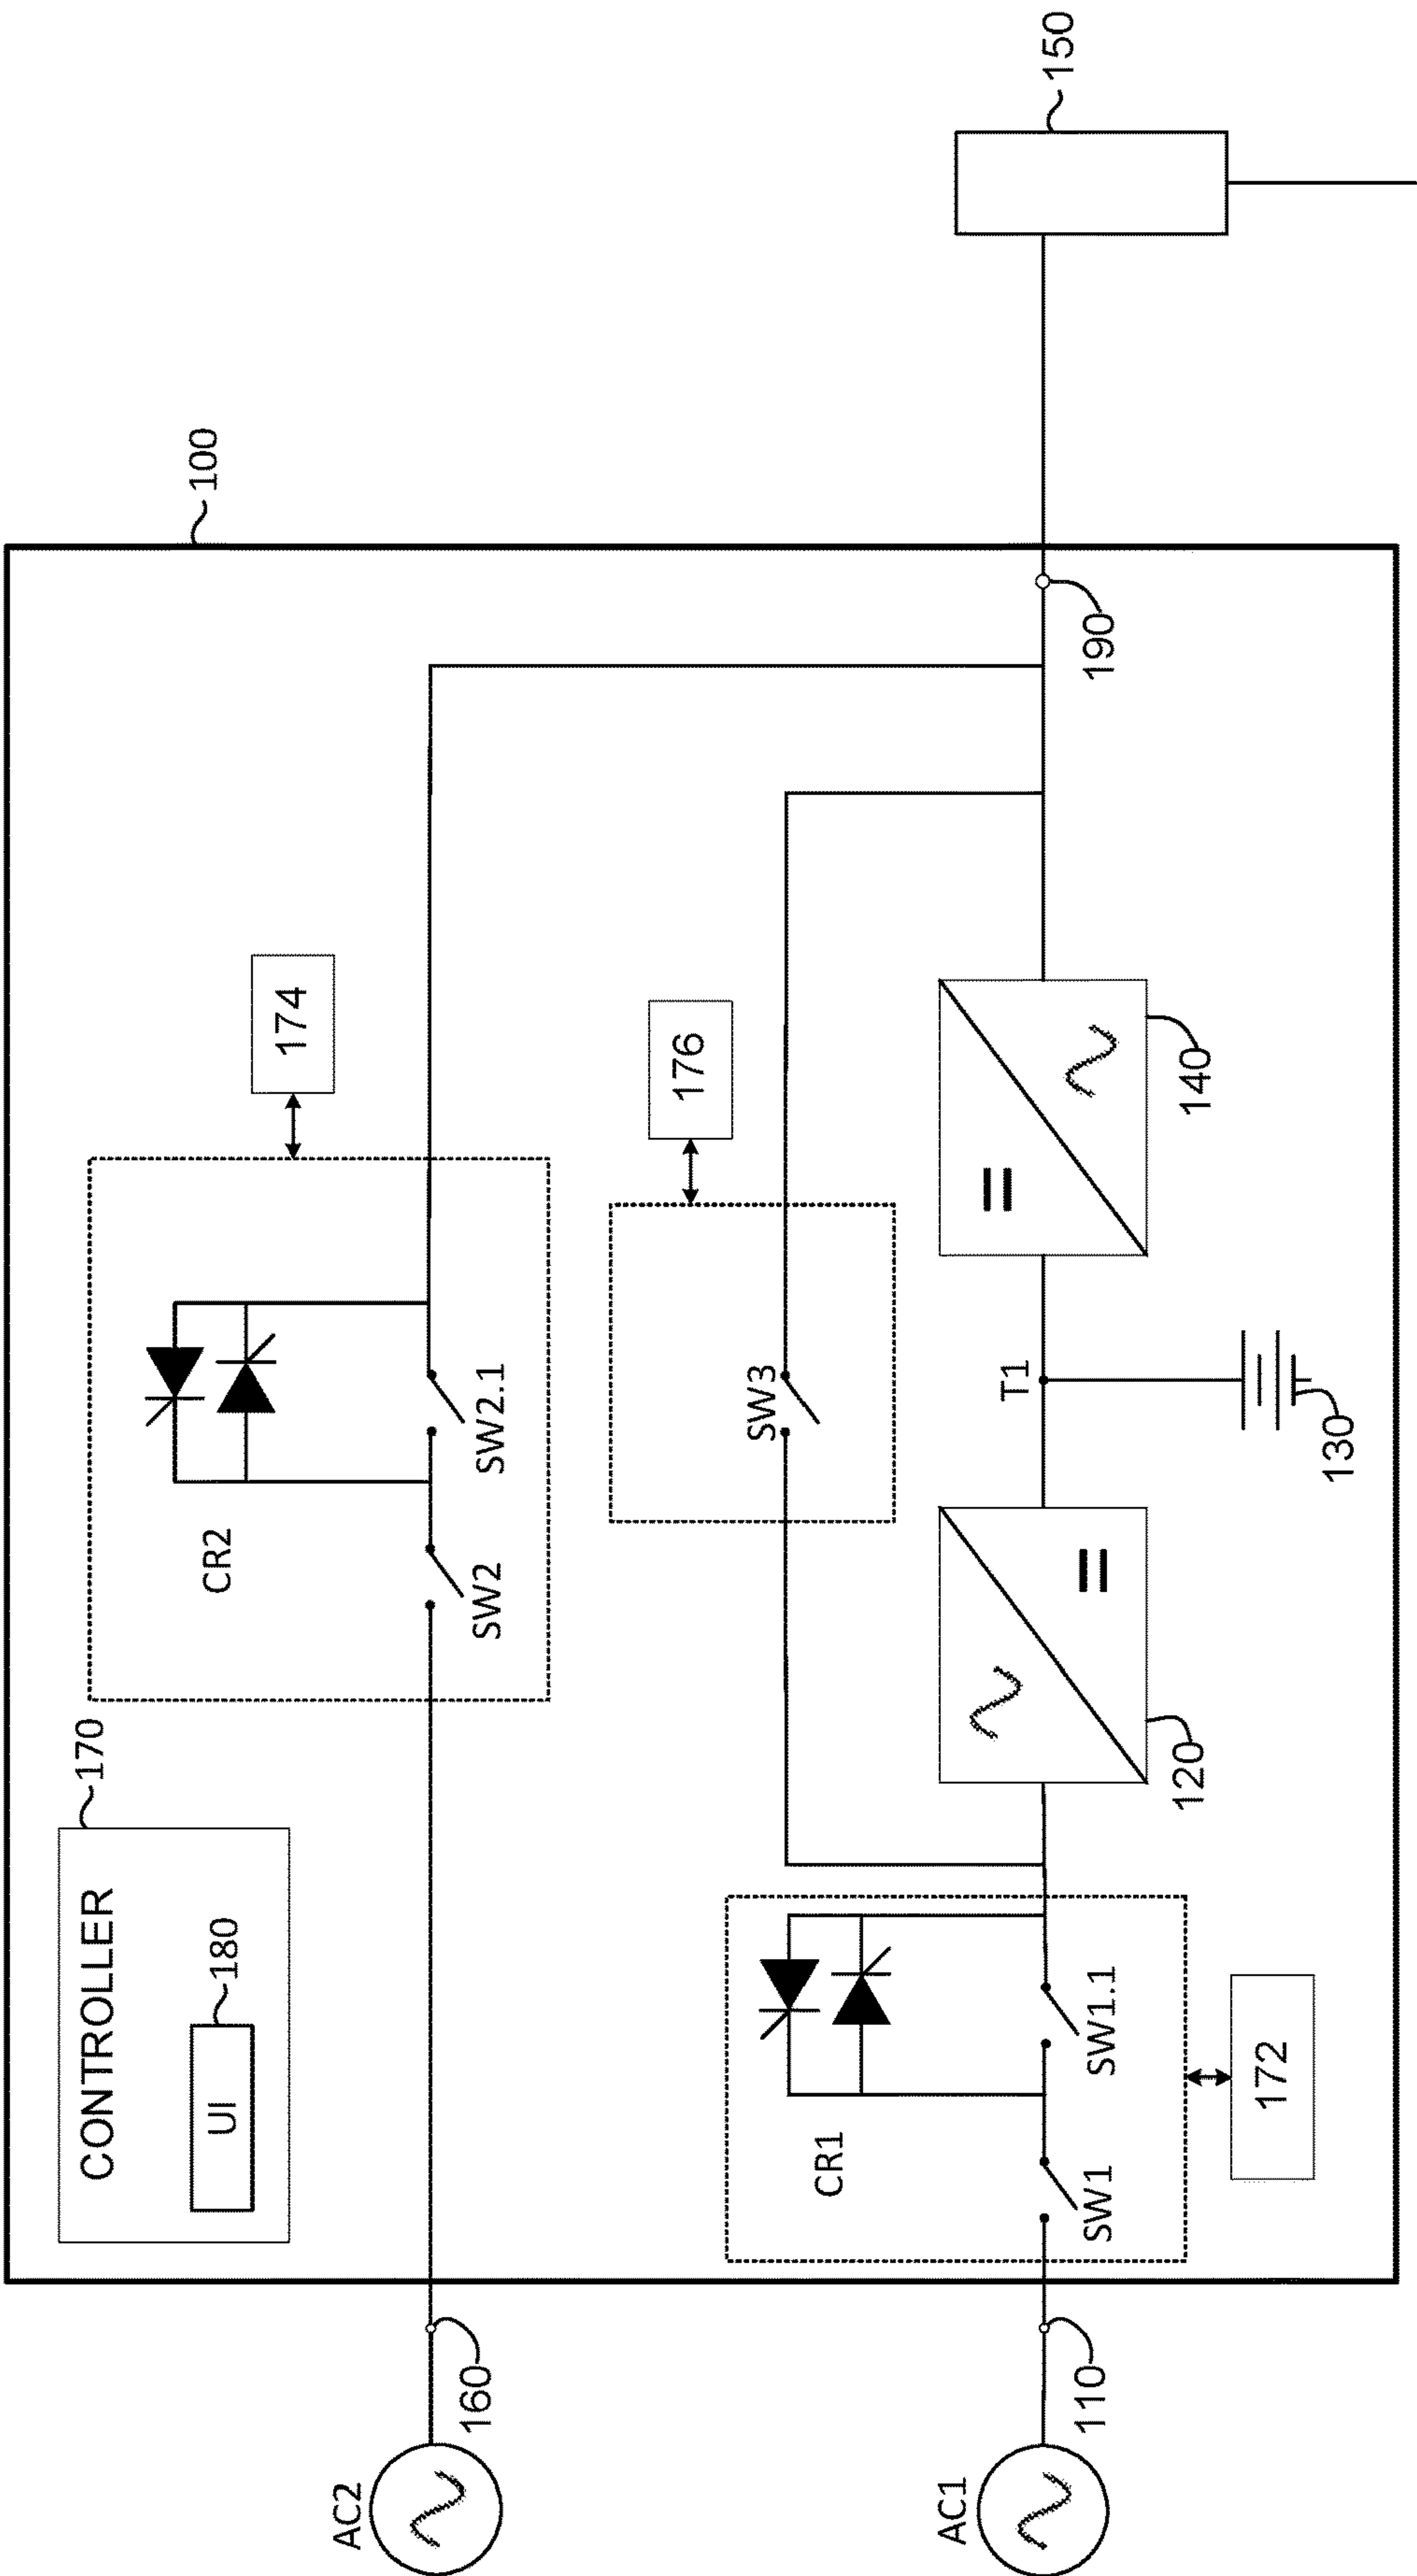 100
150
CONTROLLER
170
UI
180
174
CR2
SW2
SW2.1
AC2
160
176
SW3
190
CR1
SW1
SW1.1
172
AC1
110
120
T1
130
140